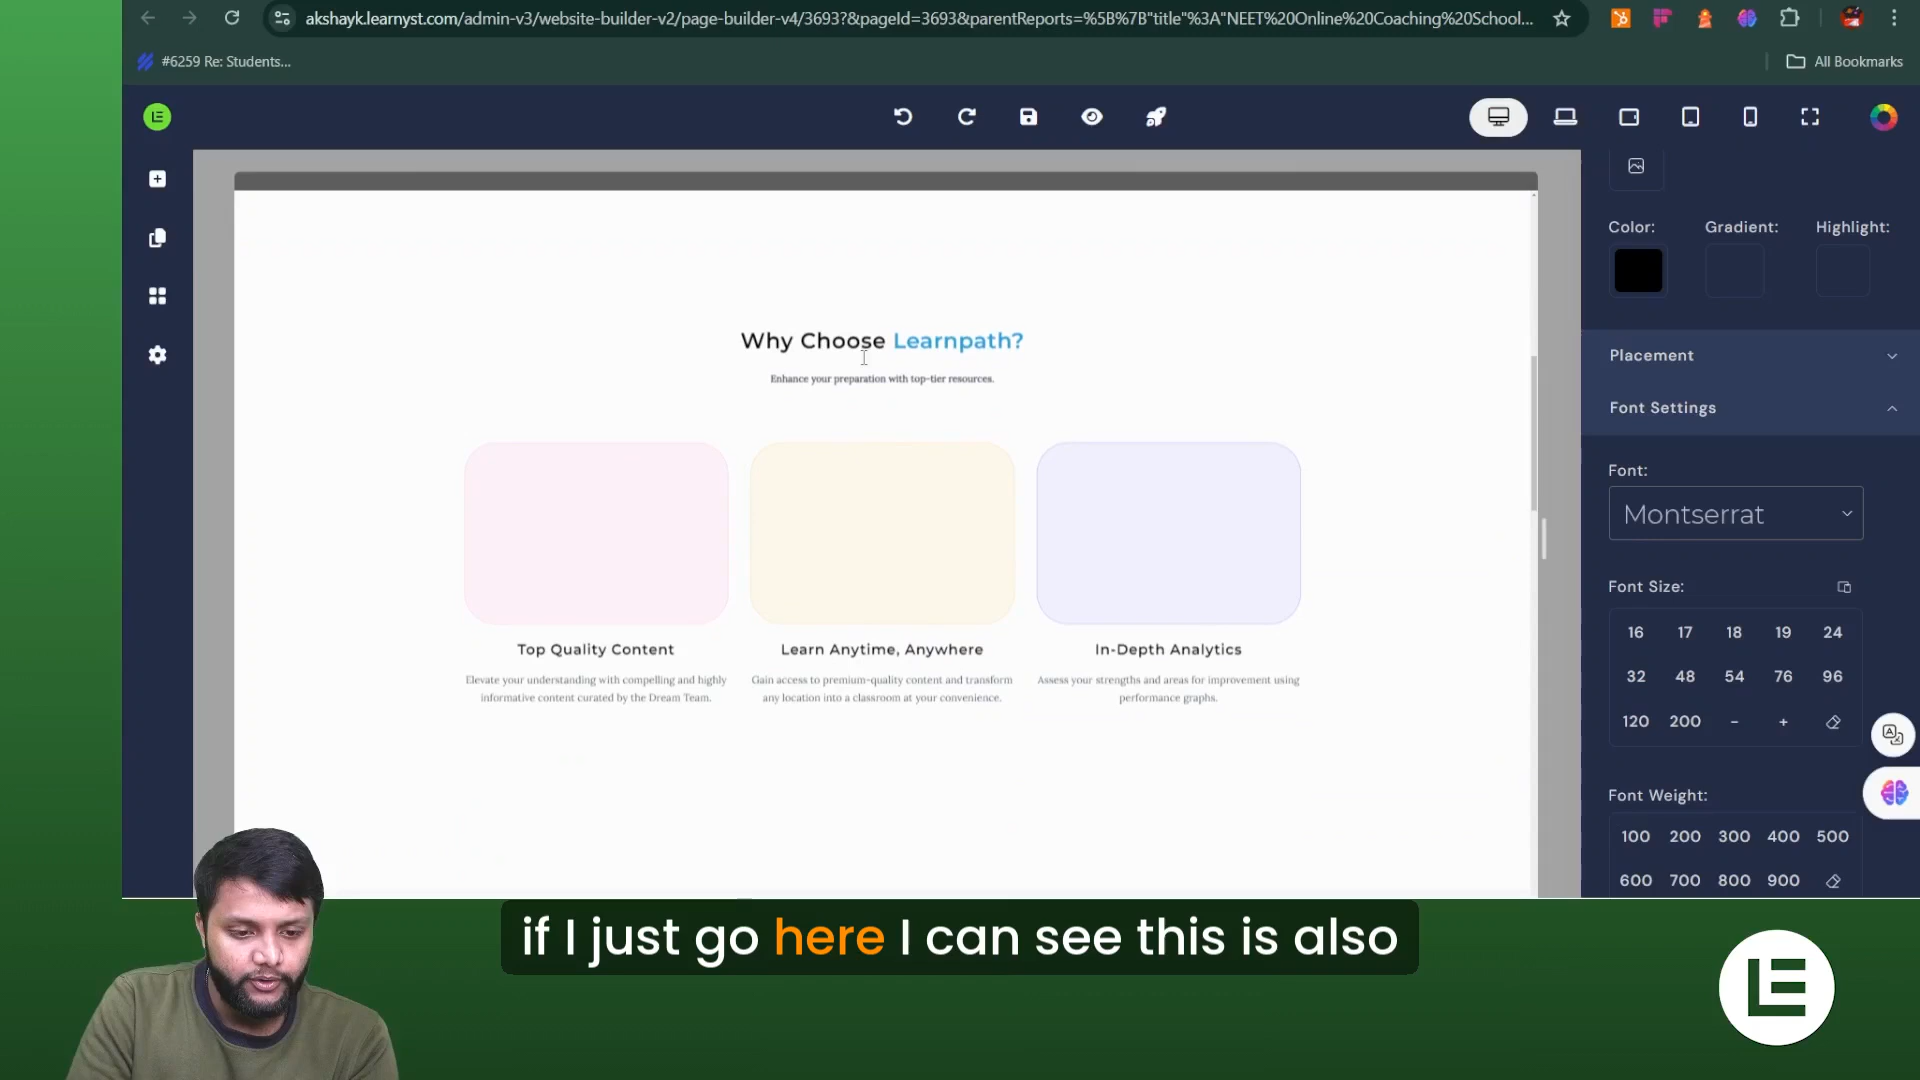 akshayk.learnyst.com/admin-v3/website-builder-v2/page-builder-v4/3693?&pageId=3693&parentReports=%5B%7B"title"%3A"NEET%20Online%20Coaching%20School...
#6259 Re: Students...
All Bookmarks
Color:
Gradient:
Highlight:
Placement
Font Settings
Font:
Montserrat
Font Size:
16 17 18 19 24
32 48 54 76 96
120 200 - +
Font Weight:
100 200 300 400 500
600 700 800 900
Why Choose Learnpath?
Enhance your preparation with top-tier resources.
Top Quality Content
Elevate your understanding with compelling and highly
informative content curated by the Dream Team.
Learn Anytime, Anywhere
Gain access to premium-quality content and transform
any location into a classroom at your convenience.
In-Depth Analytics
Assess your strengths and areas for improvement using
performance graphs.
if I just go here I can see this is also